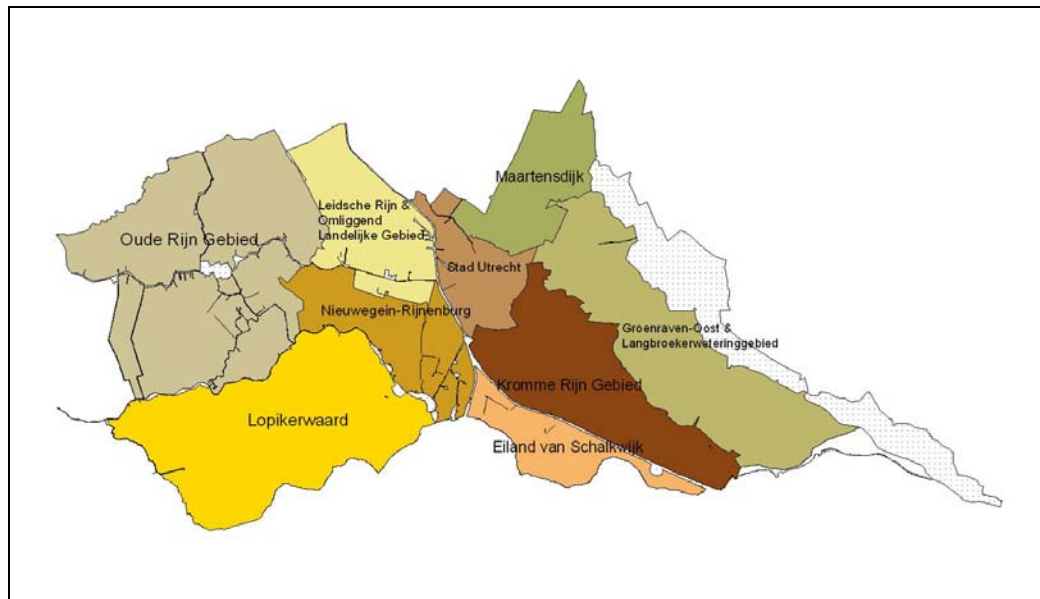 Maartensdijk
Leidsche Rijn &
Omliggend
Landelijke Gebied
Oude Rijn Gebied
Stad Utrecht
Nieuwegein-Rijnenburg
Groenraven-Oost &
Langbroekerweteringgebied
Kromme Rijn Gebied
Lopikerwaard
Eiland van Schalkwijk